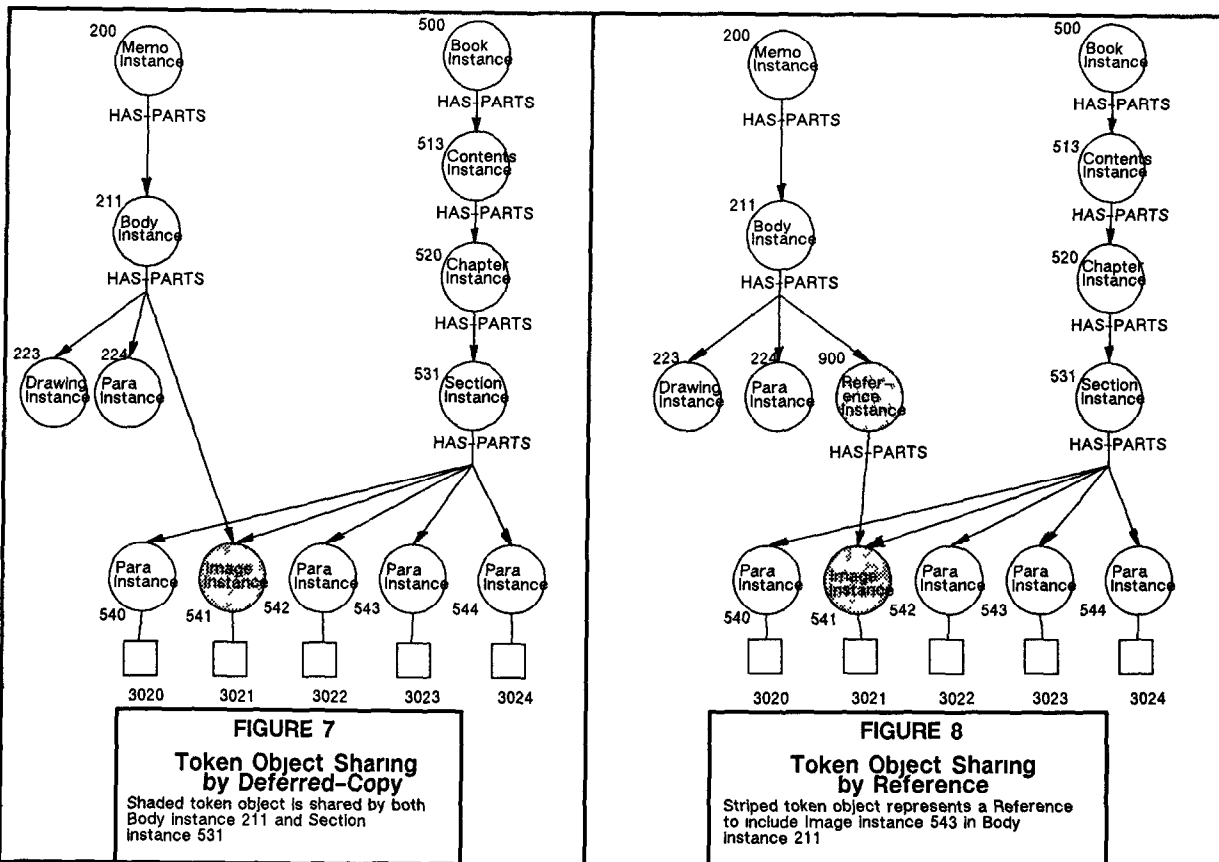 200
Memo
Instance
HAS-PARTS
211
Body
Instance
HAS-PARTS
223
Drawing
Instance
224
Para
Instance
500
Book
Instance
HAS-PARTS
513
Contents
Instance
HAS-PARTS
520
Chapter
Instance
HAS-PARTS
531
Section
Instance
HAS-PARTS
Para
Instance
540
Image
Instance
541
Para
Instance
542
Para
Instance
543
Para
Instance
544
3020
3021
3022
3023
3024
FIGURE 7
Token Object Sharing
by Deferred-Copy
Shaded token object is shared by both
Body instance 211 and Section
instance 531
200
Memo
Instance
HAS-PARTS
211
Body
Instance
HAS-PARTS
223
Drawing
Instance
224
Para
Instance
900
Refer-
ence
Instance
HAS-PARTS
500
Book
Instance
HAS-PARTS
513
Contents
Instance
HAS-PARTS
520
Chapter
Instance
HAS-PARTS
531
Section
Instance
HAS-PARTS
Para
Instance
540
Image
Instance
541
Para
Instance
542
Para
Instance
543
Para
Instance
544
3020
3021
3022
3023
3024
FIGURE 8
Token Object Sharing
by Reference
Striped token object represents a Reference
to include Image instance 543 in Body
instance 211